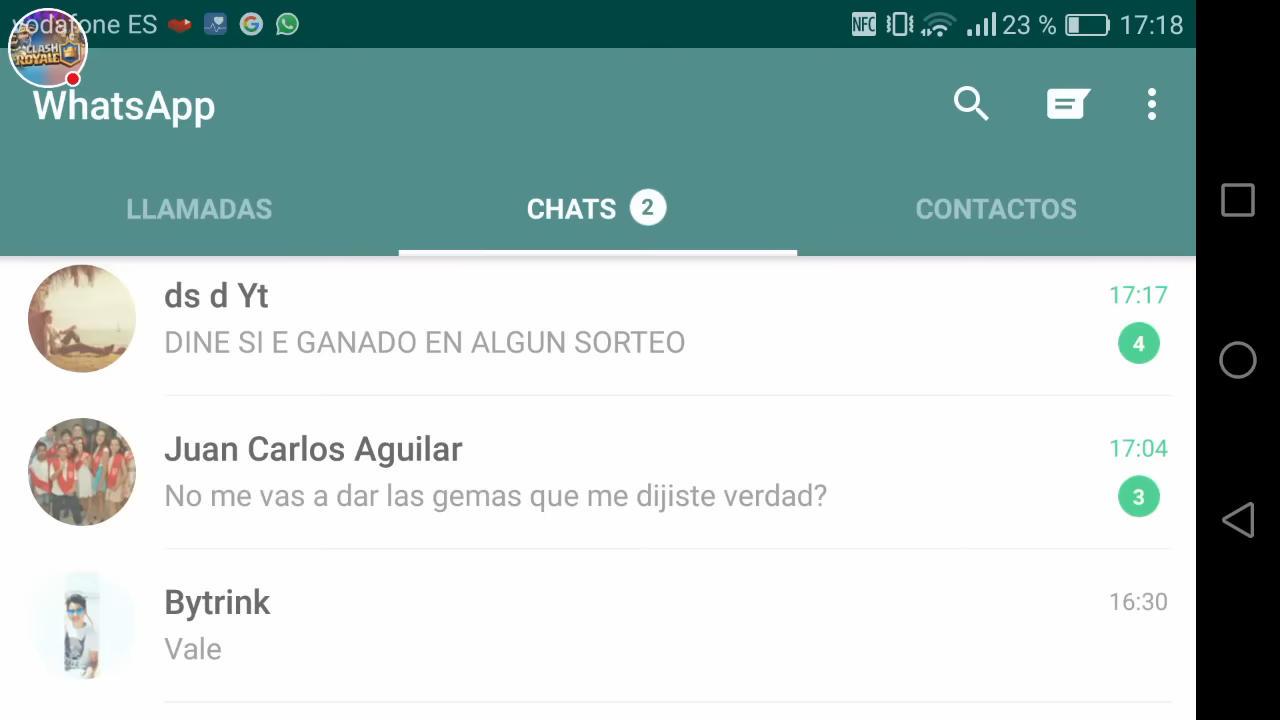 vodafone ES
NFC
23 %
17:18
CLASH
ROYALE
WhatsApp
LLAMADAS
CHATS 2
CONTACTOS
ds d Yt
17:17
DINE SI E GANADO EN ALGUN SORTEO
4
Juan Carlos Aguilar
17:04
No me vas a dar las gemas que me dijiste verdad?
3
Bytrink
16:30
Vale